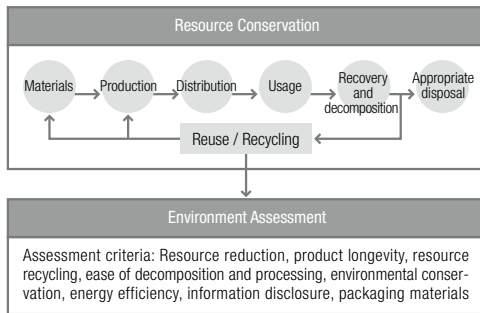 Resource Conservation
Materials
Production
Distribution
Usage
Recovery
and
decomposition
Appropriate
disposal
Reuse / Recycling
Environment Assessment
Assessment criteria: Resource reduction, product longevity, resource
recycling, ease of decomposition and processing, environmental conser-
vation, energy efficiency, information disclosure, packaging materials